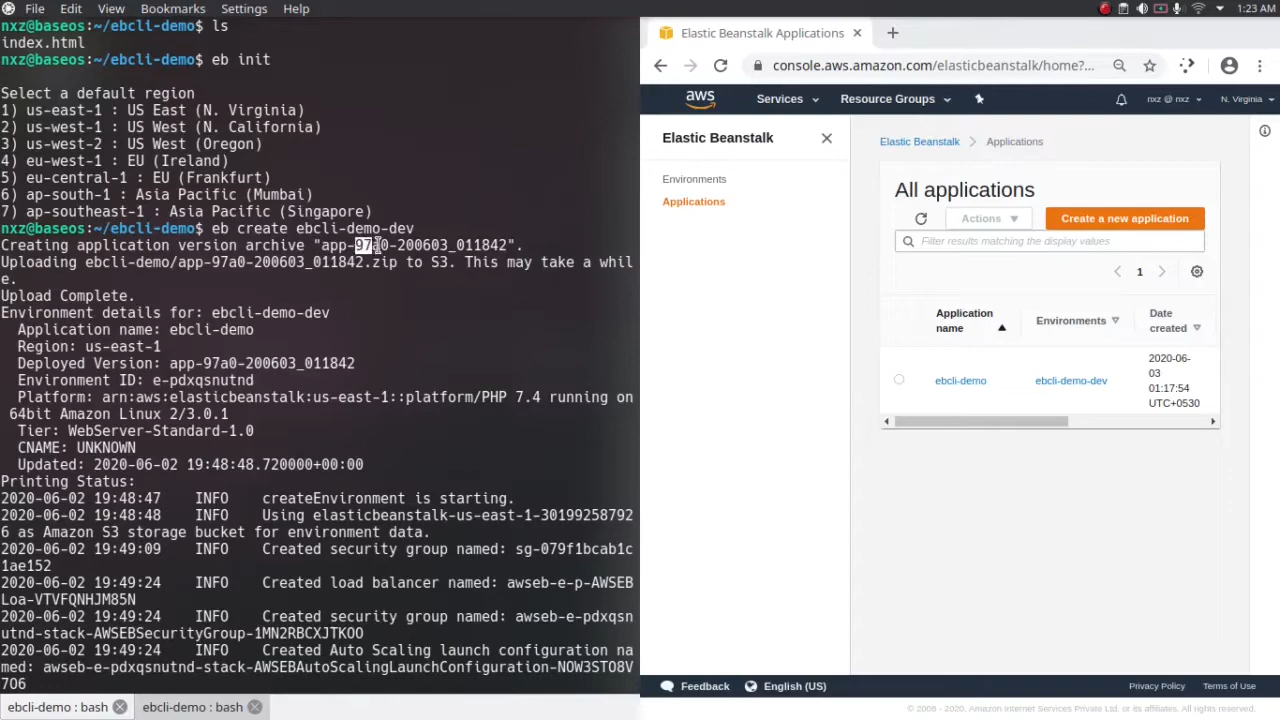 File Edit View Bookmarks Settings Help
1:23 AM
nxz@baseos:~/ebcli-demo$ ls
index.html
nxz@baseos:~/ebcli-demo$ eb init
Select a default region
1) us-east-1 : US East (N. Virginia)
2) us-west-1 : US West (N. California)
3) us-west-2 : US West (Oregon)
4) eu-west-1 : EU (Ireland)
5) eu-central-1 : EU (Frankfurt)
6) ap-south-1 : Asia Pacific (Mumbai)
7) ap-southeast-1 : Asia Pacific (Singapore)
nxz@baseos:~/ebcli-demo$ eb create ebcli-demo-dev
Creating application version archive "app-97a0-200603_011842".
Uploading ebcli-demo/app-97a0-200603_011842.zip to S3. This may take a whil
e.
Upload Complete.
Environment details for: ebcli-demo-dev
Application name: ebcli-demo
Region: us-east-1
Deployed Version: app-97a0-200603_011842
Environment ID: e-pdxqsnutnd
Platform: arn:aws:elasticbeanstalk:us-east-1::platform/PHP 7.4 running on
64bit Amazon Linux 2/3.0.1
Tier: WebServer-Standard-1.0
CNAME: UNKNOWN
Updated: 2020-06-02 19:48:48.720000+00:00
Printing Status:
2020-06-02 19:48:47 INFO createEnvironment is starting.
2020-06-02 19:48:48 INFO Using elasticbeanstalk-us-east-1-30199258792
6 as Amazon S3 storage bucket for environment data.
2020-06-02 19:49:09 INFO Created security group named: sg-079f1bcab1c
1ae152
2020-06-02 19:49:24 INFO Created load balancer named: awseb-e-p-AWSEB
Loa-VTVFQNHJM85N
2020-06-02 19:49:24 INFO Created security group named: awseb-e-pdxqsn
utnd-stack-AWSEBSecurityGroup-1MN2RBCXJTKOO
2020-06-02 19:49:24 INFO Created Auto Scaling launch configuration na
med: awseb-e-pdxqsnutnd-stack-AWSEBAutoScalingLaunchConfiguration-NOW3STO8V
7O6
ebcli-demo : bash
ebcli-demo : bash
Elastic Beanstalk Applications
console.aws.amazon.com/elasticbeanstalk/home?...
aws
Services
Resource Groups
nxz @ nxz
N. Virginia
Elastic Beanstalk
Environments
Applications
Elastic Beanstalk
Applications
All applications
Actions
Create a new application
Filter results matching the display values
1
Application name
Environments
Date created
ebcli-demo
ebcli-demo-dev
2020-06-
03
01:17:54
UTC+0530
Feedback
English (US)
Privacy Policy
Terms of Use
© 2008 - 2020, Amazon Internet Services Private Ltd. or its affiliates. All rights reserved.